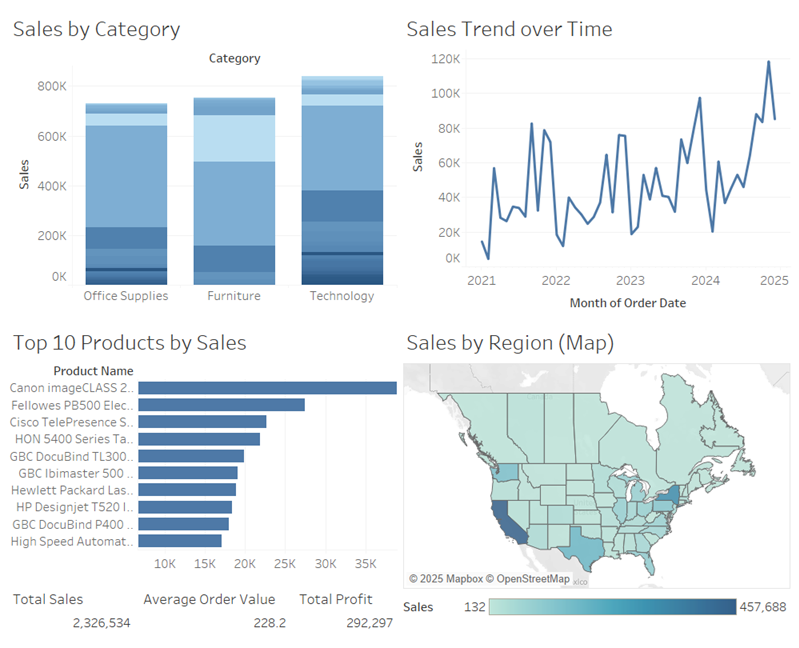 Sales by Category
Category
800K
600K
400K
200K
0K
Sales
Office Supplies
Furniture
Technology
Sales Trend over Time
120K
100K
80K
60K
40K
20K
0K
Sales
2021
2022
2023
2024
2025
Month of Order Date
Top 10 Products by Sales
Product Name
Canon imageCLASS 2..
Fellowes PB500 Elec..
Cisco TelePresence S..
HON 5400 Series Ta..
GBC DocuBind TL300..
GBC Ibimaster 500 ..
Hewlett Packard Las..
HP Designjet T520 I..
GBC DocuBind P400 ..
High Speed Automat..
10K 15K 20K 25K 30K 35K
Sales by Region (Map)
© 2025 Mapbox © OpenStreetMap
xico
Sales 132 457,688
Total Sales Average Order Value Total Profit
2,326,534 228.2 292,297